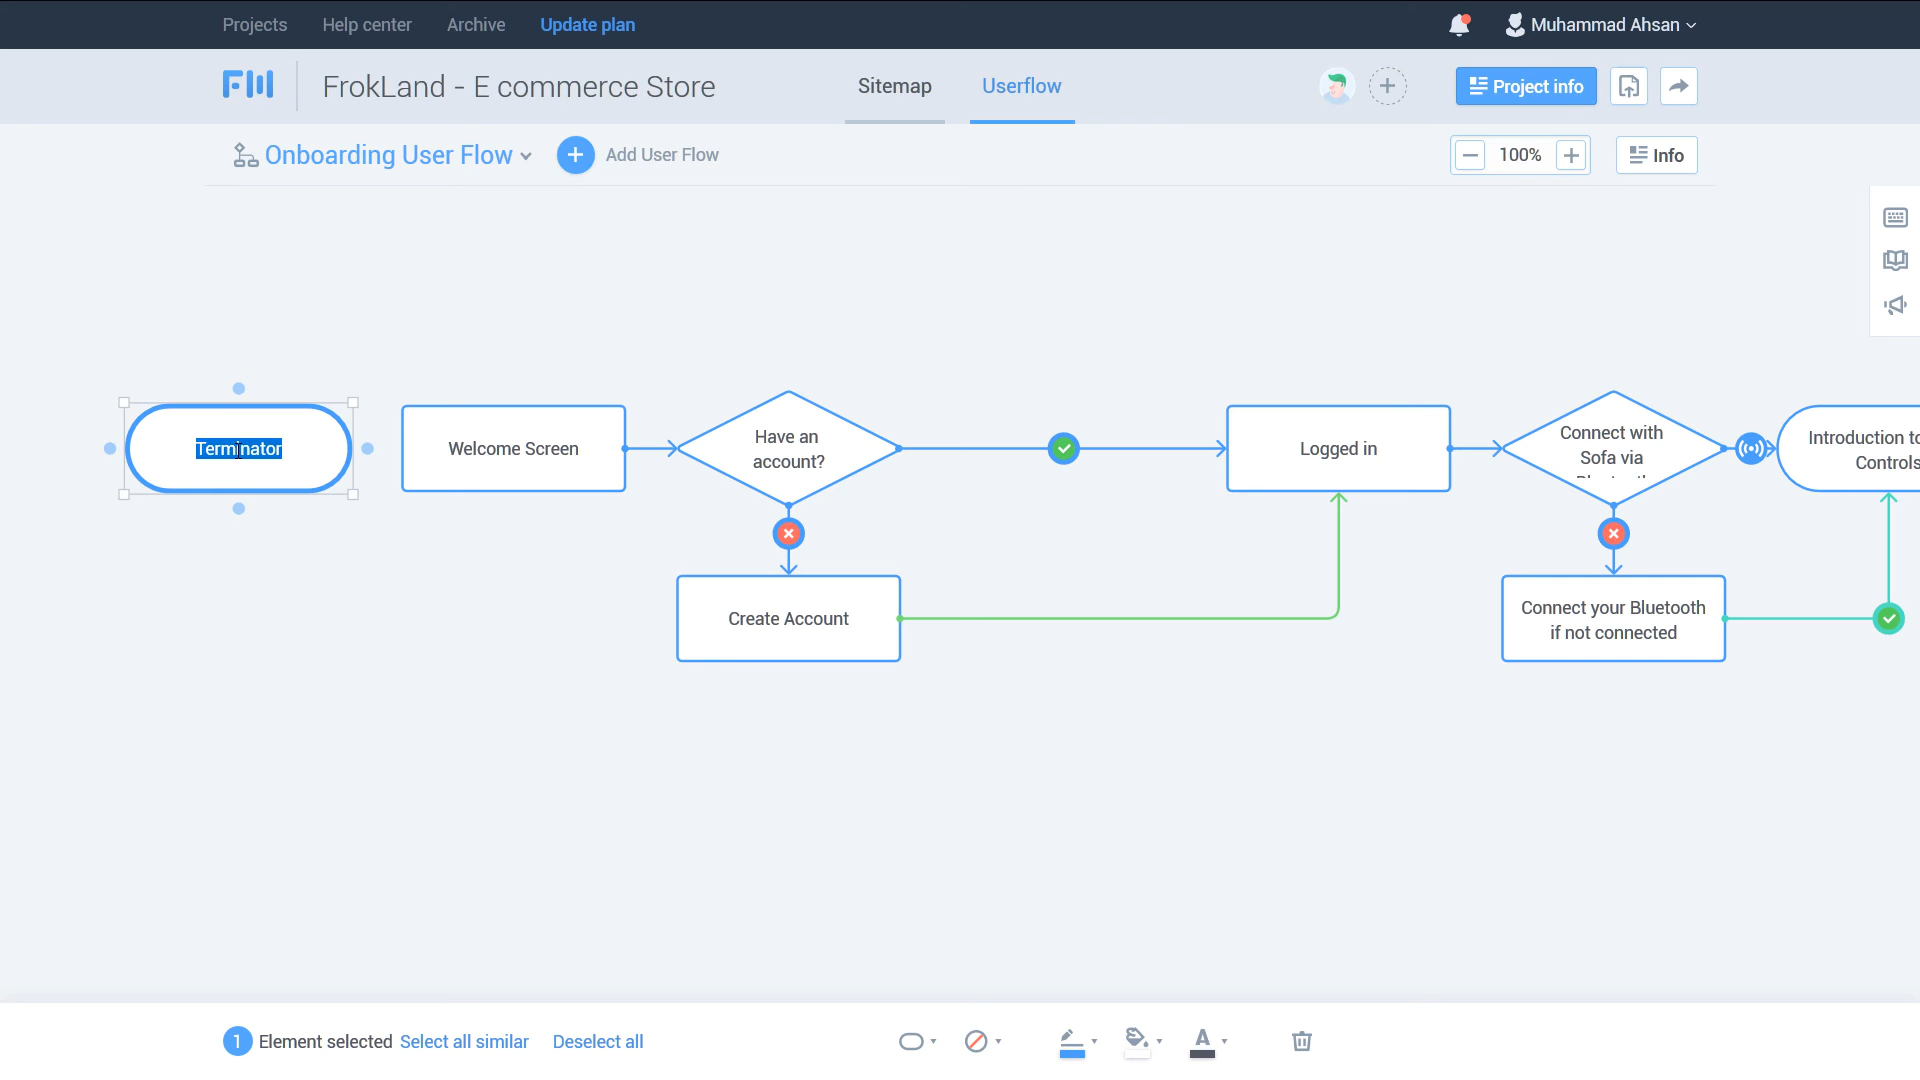 Projects Help center Archive Update plan Muhammad Ahsan
FW FrokLand - E commerce Store Sitemap Userflow Project info
Onboarding User Flow Add User Flow 100% Info
Terminator
Welcome Screen
Have an
account?
Logged in
Connect with
Sofa via
Introduction to
Controls
Create Account
Connect your Bluetooth
if not connected
1 Element selected Select all similar Deselect all A